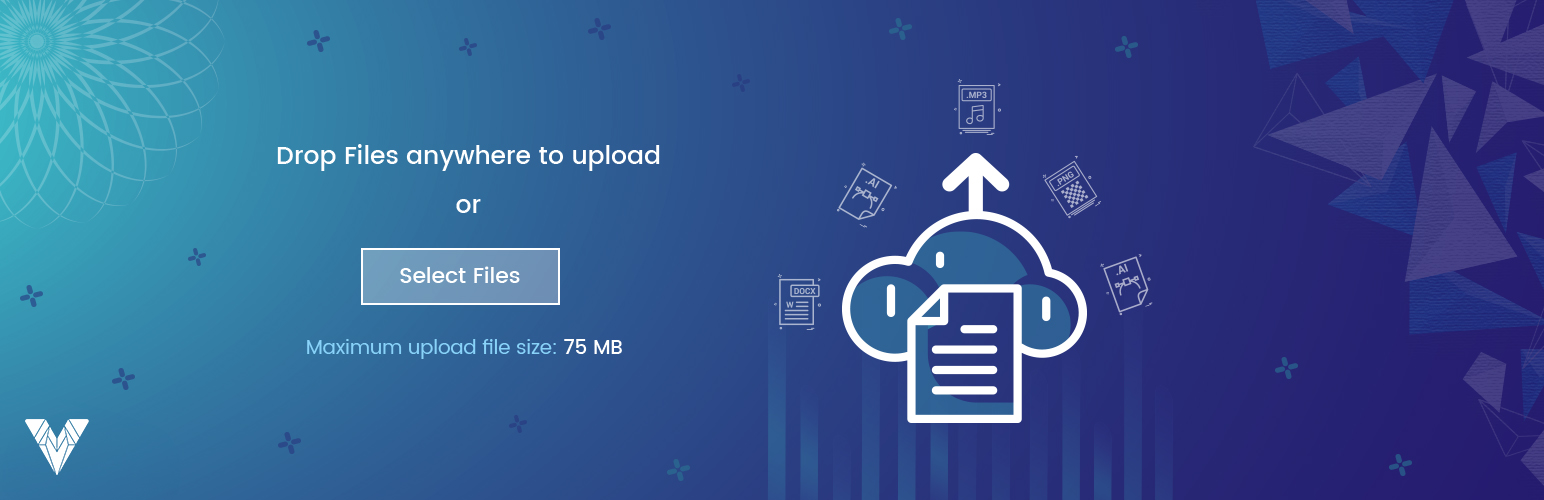 Drop Files anywhere to upload
or
Select Files
Maximum upload file size: 75 MB
.MP3
.AI
.PNG
.AI
DOCX
W